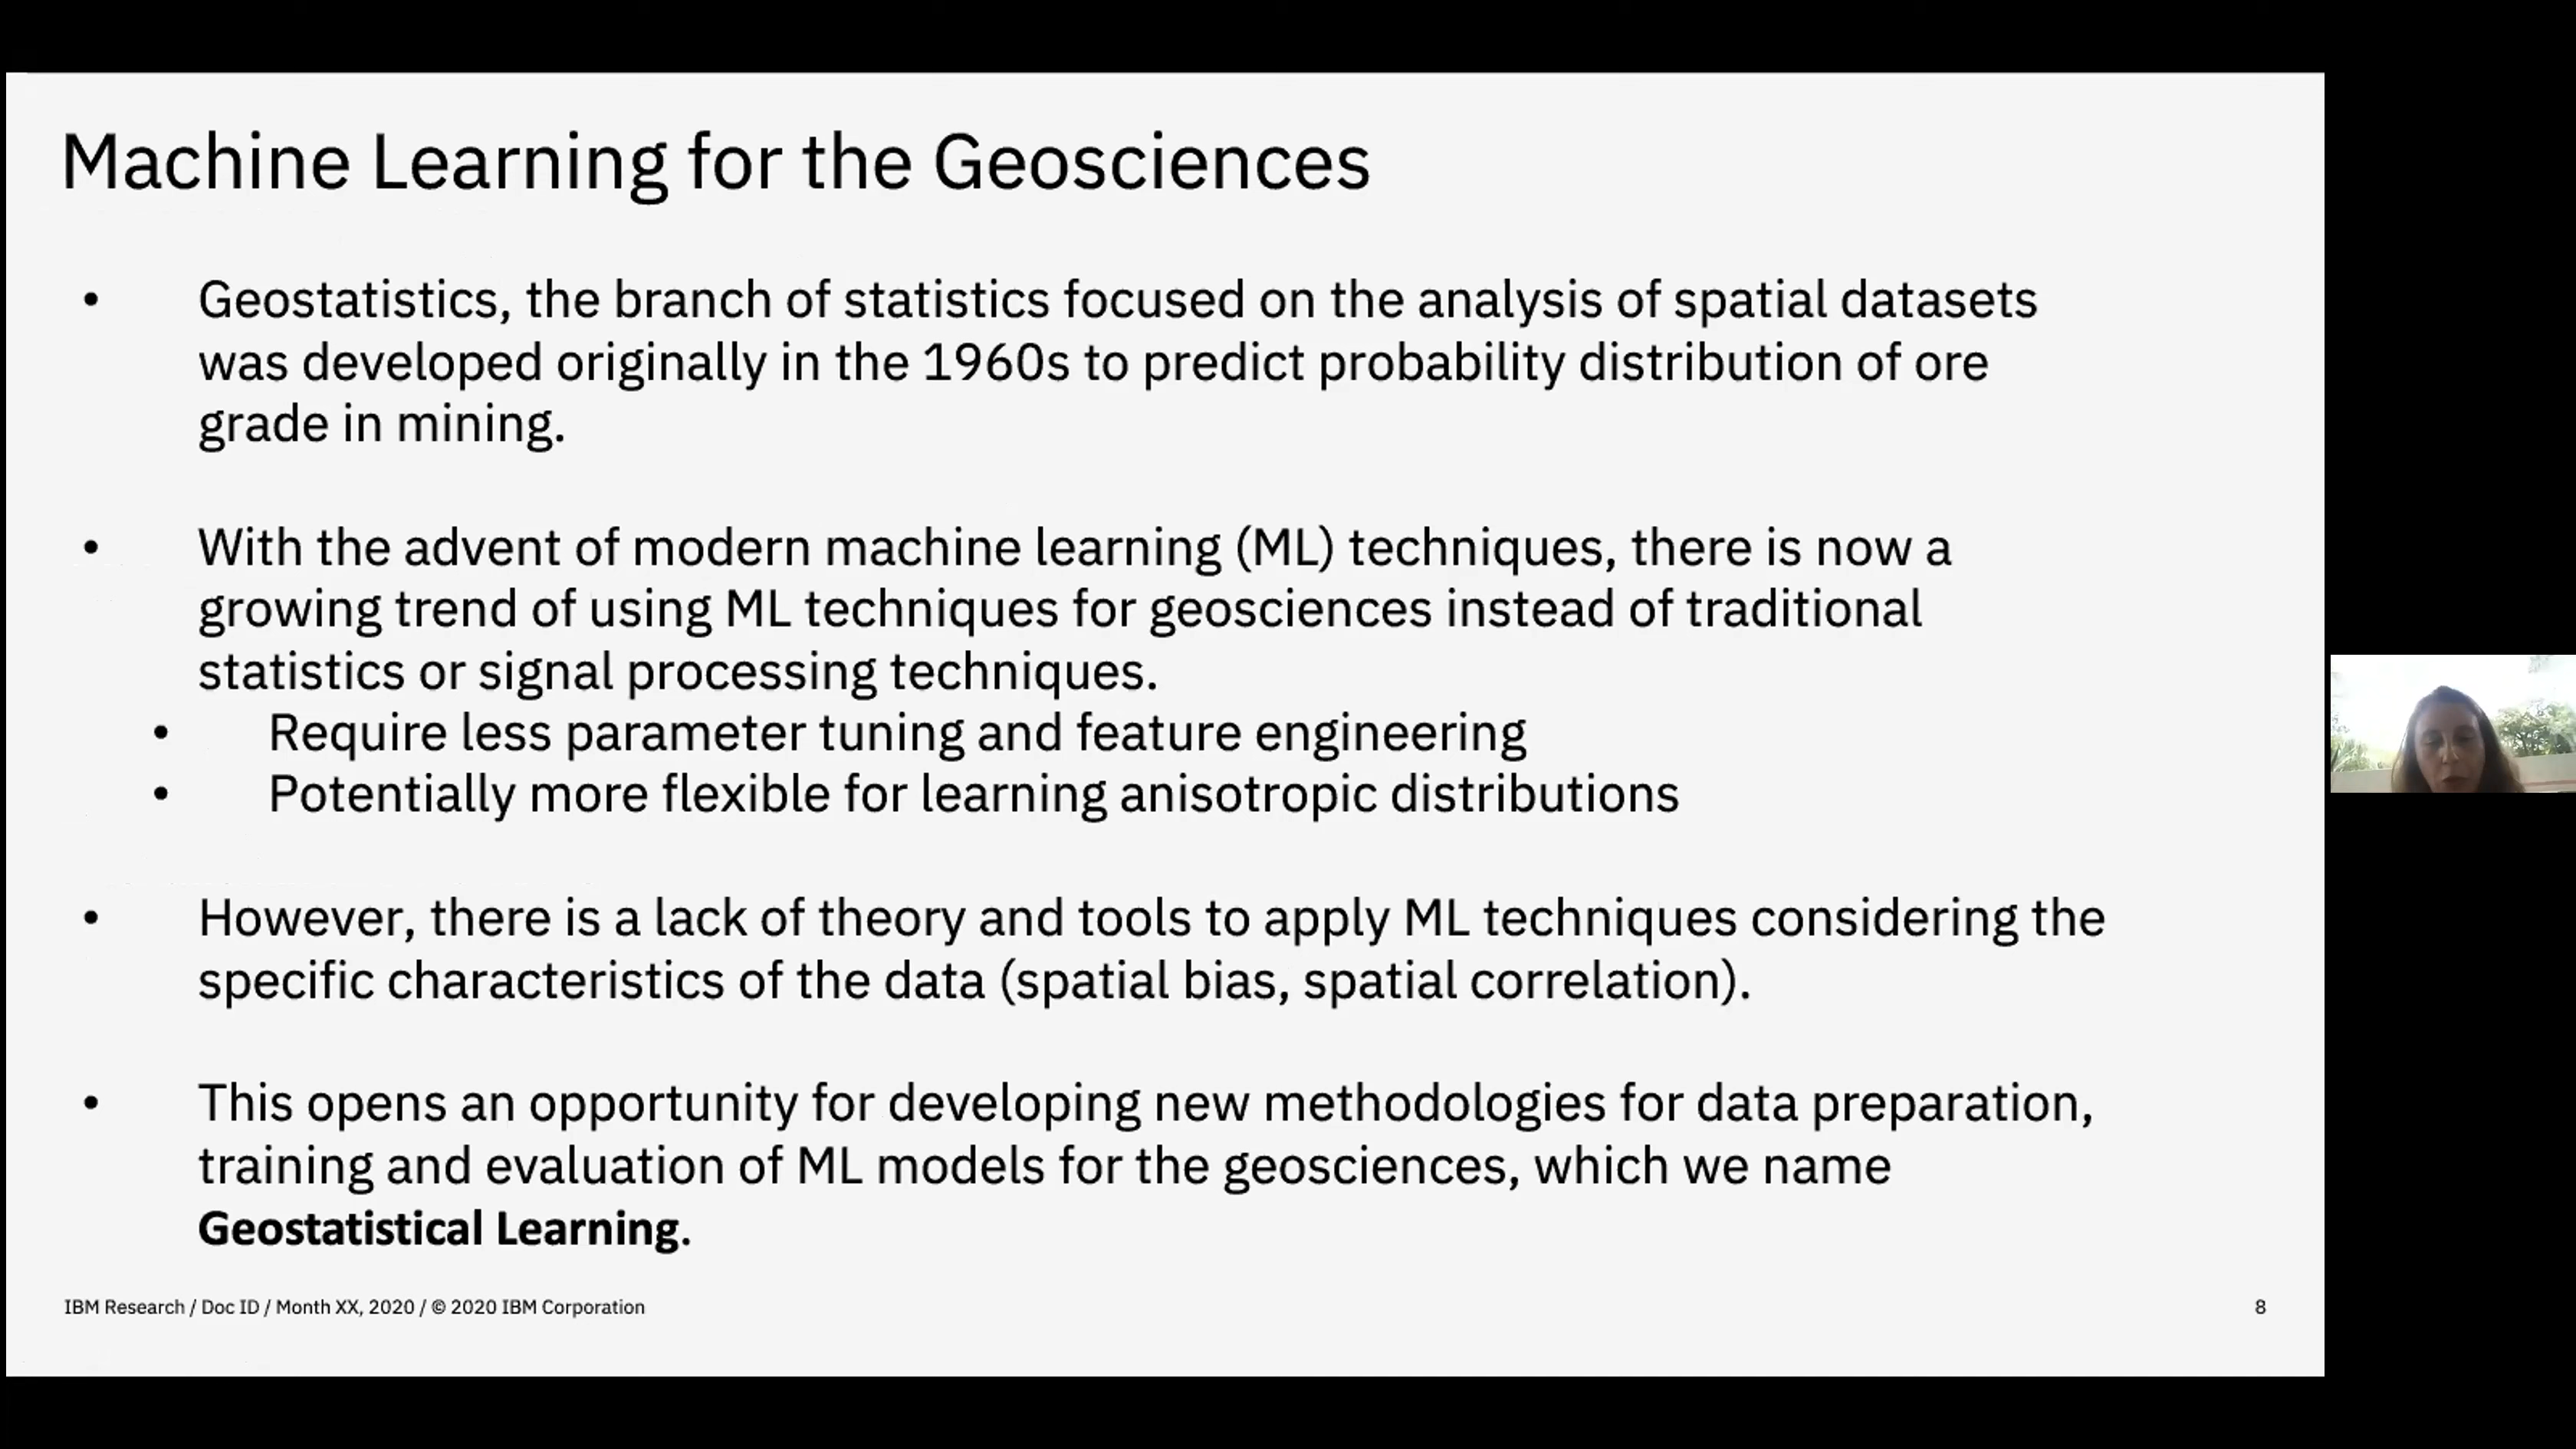 Machine Learning for the Geosciences
• Geostatistics, the branch of statistics focused on the analysis of spatial datasets
was developed originally in the 1960s to predict probability distribution of ore
grade in mining.
• With the advent of modern machine learning (ML) techniques, there is now a
growing trend of using ML techniques for geosciences instead of traditional
statistics or signal processing techniques.
• Require less parameter tuning and feature engineering
• Potentially more flexible for learning anisotropic distributions
• However, there is a lack of theory and tools to apply ML techniques considering the
specific characteristics of the data (spatial bias, spatial correlation).
• This opens an opportunity for developing new methodologies for data preparation,
training and evaluation of ML models for the geosciences, which we name
Geostatistical Learning.
IBM Research / Doc ID / Month XX, 2020 / © 2020 IBM Corporation
8